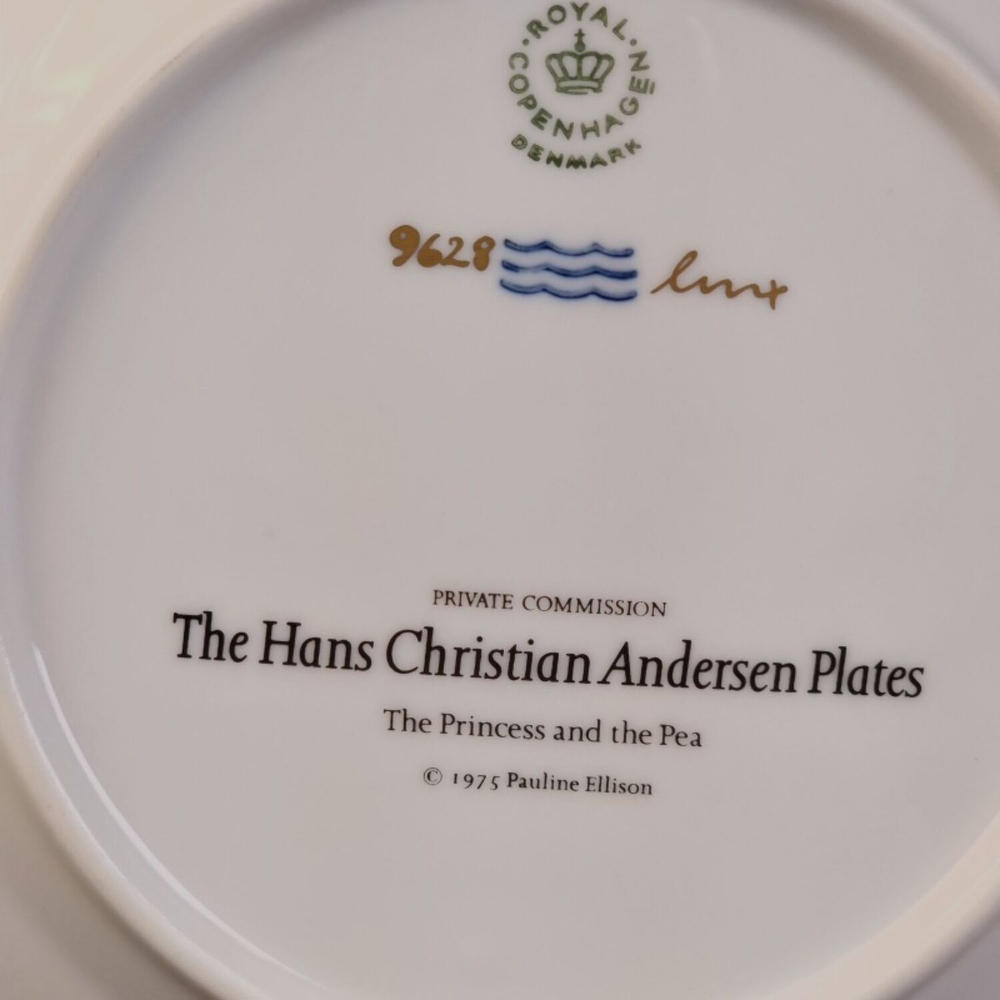 ·ROYAL·
COPENHAGEN
DENMARK
9628
PRIVATE COMMISSION
The Hans Christian Andersen Plates
The Princess and the Pea
© 1975 Pauline Ellison